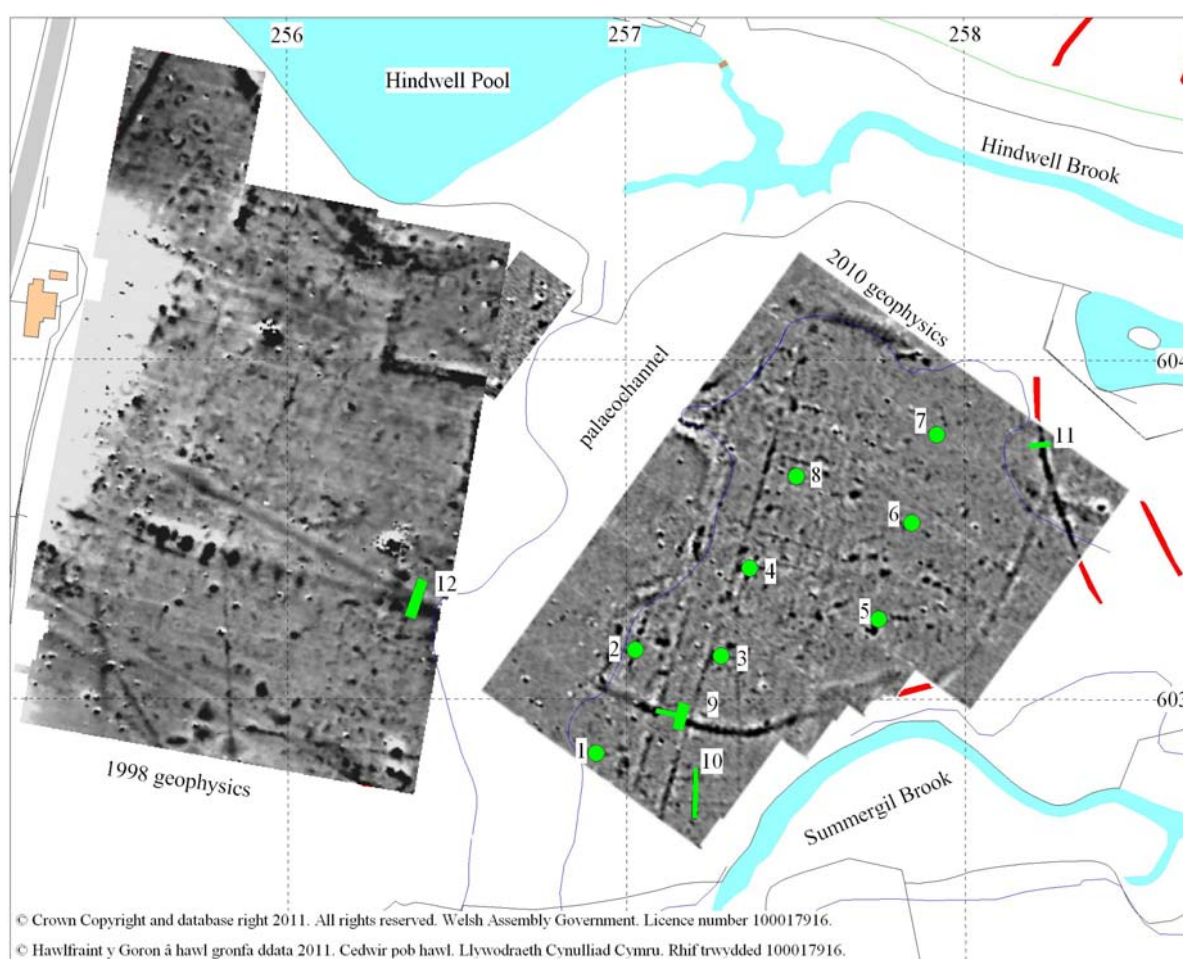 256
257
258
Hindwell Pool
Hindwell Brook
2010 geophysics
604
palaeochannel
7
11
8
6
4
12
5
2
3
603
9
1
10
1998 geophysics
Summergil Brook
© Crown Copyright and database right 2011. All rights reserved. Welsh Assembly Government. Licence number 100017916.
© Hawlfraint y Goron â hawl gronfa ddata 2011. Cedwir pob hawl. Llywodraeth Cynulliad Cymru. Rhif trwydded 100017916.